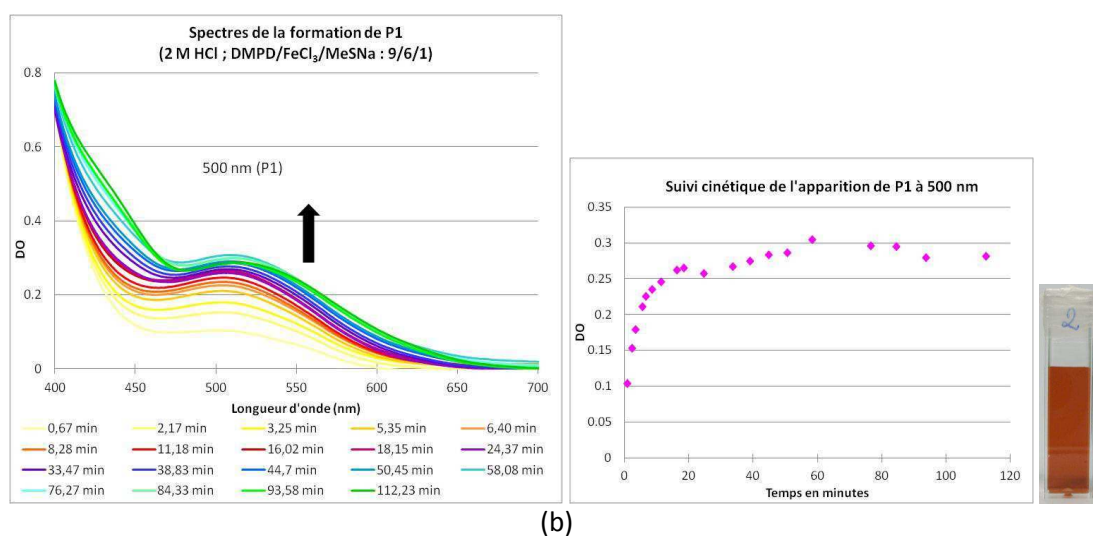 Spectres de la formation de P1
(2 M HCl ; DMPD/FeCl₃/MeSNa : 9/6/1)
DO
0.8
0.6
0.4
0.2
0
500 nm (P1)
400 450 500 550 600 650 700
Longueur d'onde (nm)
0,67 min 2,17 min 3,25 min 5,35 min 6,40 min
8,28 min 11,18 min 16,02 min 18,15 min 24,37 min
33,47 min 38,83 min 44,7 min 50,45 min 58,08 min
76,27 min 84,33 min 93,58 min 112,23 min
Suivi cinétique de l'apparition de P1 à 500 nm
DO
0.35
0.3
0.25
0.2
0.15
0.1
0.05
0
0 20 40 60 80 100 120
Temps en minutes
2
(b)